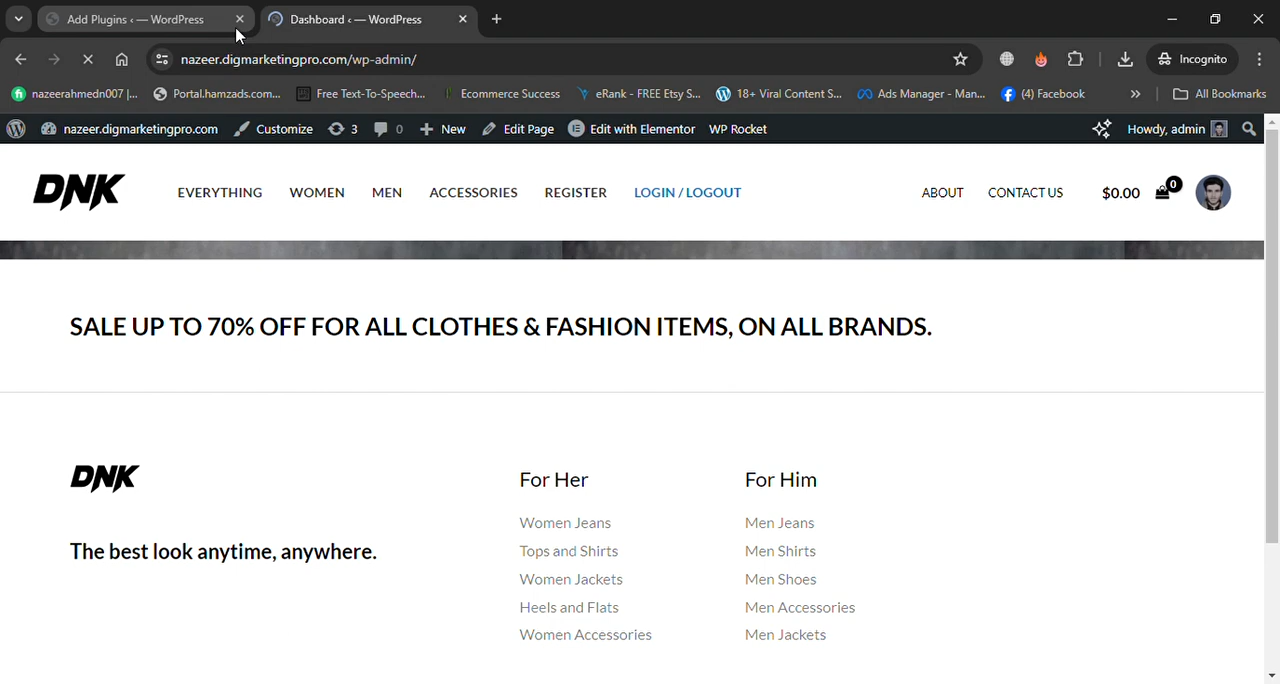 Add Plugins ‹ — WordPress
Dashboard ‹ — WordPress
nazeer.digmarketingpro.com/wp-admin/
Incognito
nazeerahmedn007 |...
Portal.hamzads.com...
Free Text-To-Speech...
Ecommerce Success
eRank - FREE Etsy S...
18+ Viral Content S...
Ads Manager - Man...
(4) Facebook
»
All Bookmarks
nazeer.digmarketingpro.com
Customize
3
0
New
Edit Page
Edit with Elementor
WP Rocket
Howdy, admin
DNK
EVERYTHING
WOMEN
MEN
ACCESSORIES
REGISTER
LOGIN / LOGOUT
ABOUT
CONTACT US
$0.00
0
SALE UP TO 70% OFF FOR ALL CLOTHES & FASHION ITEMS, ON ALL BRANDS.
DNK
The best look anytime, anywhere.
For Her
Women Jeans
Tops and Shirts
Women Jackets
Heels and Flats
Women Accessories
For Him
Men Jeans
Men Shirts
Men Shoes
Men Accessories
Men Jackets